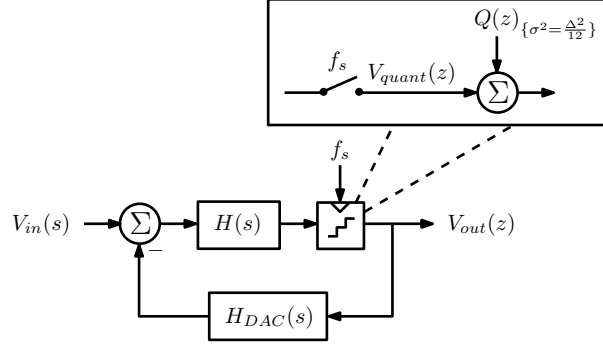 Q(z){σ²=Δ²/12}
f_s V_quant(z) Σ
f_s
V_in(s) Σ H(s) V_out(z)
−
H_DAC(s)